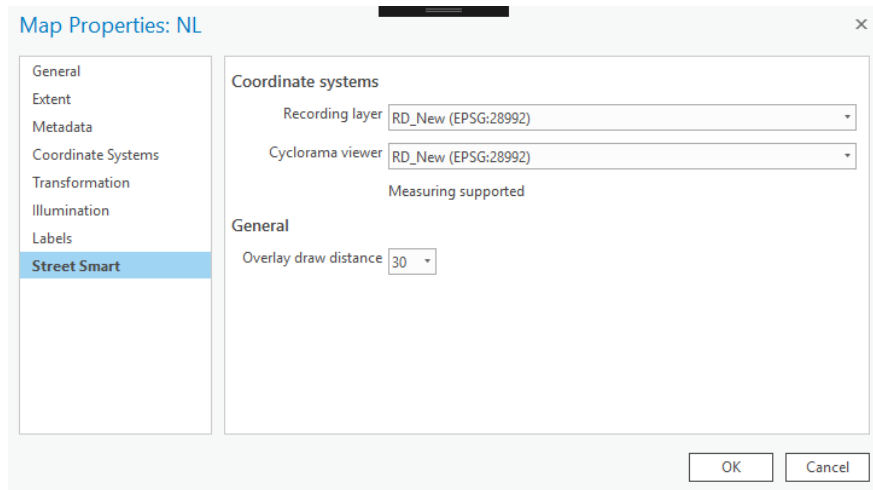 Map Properties: NL
General
Extent
Metadata
Coordinate Systems
Transformation
Illumination
Labels
Street Smart
Coordinate systems
Recording layer RD_New (EPSG:28992)
Cyclorama viewer RD_New (EPSG:28992)
Measuring supported
General
Overlay draw distance 30
OK Cancel